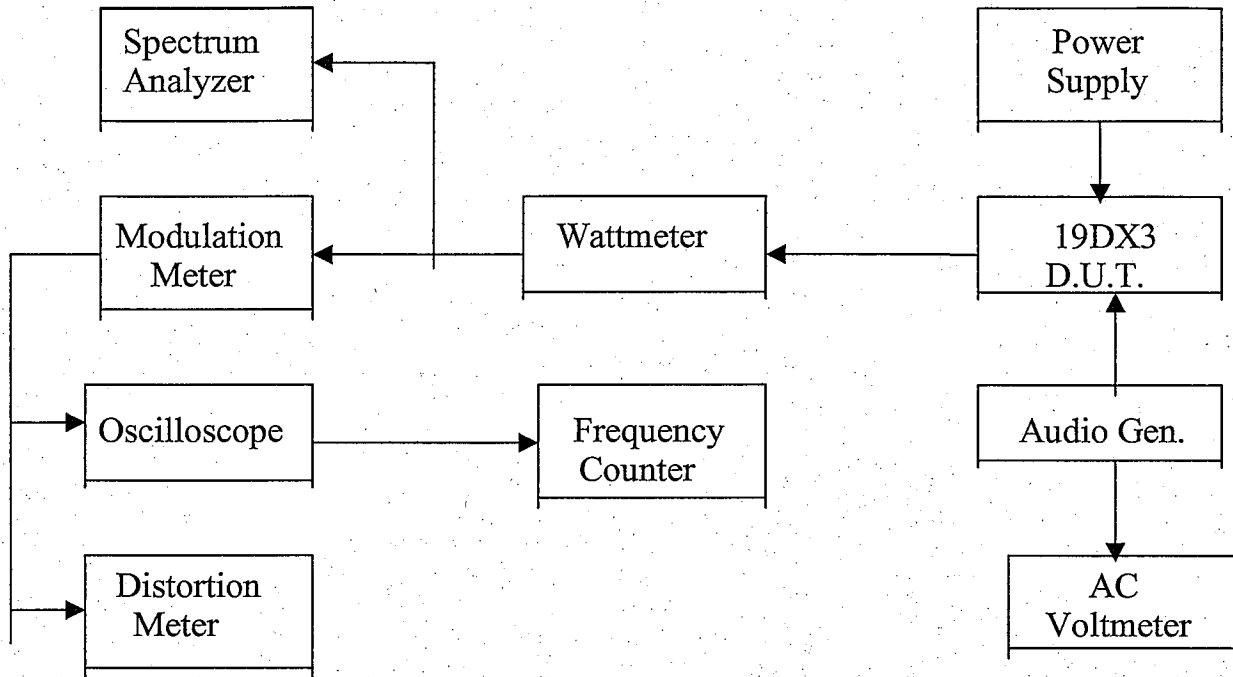 Spectrum
Analyzer
Power
Supply
Modulation
Meter
Wattmeter
19DX3
D.U.T.
Oscilloscope
Frequency
Counter
Audio Gen.
Distortion
Meter
AC
Voltmeter